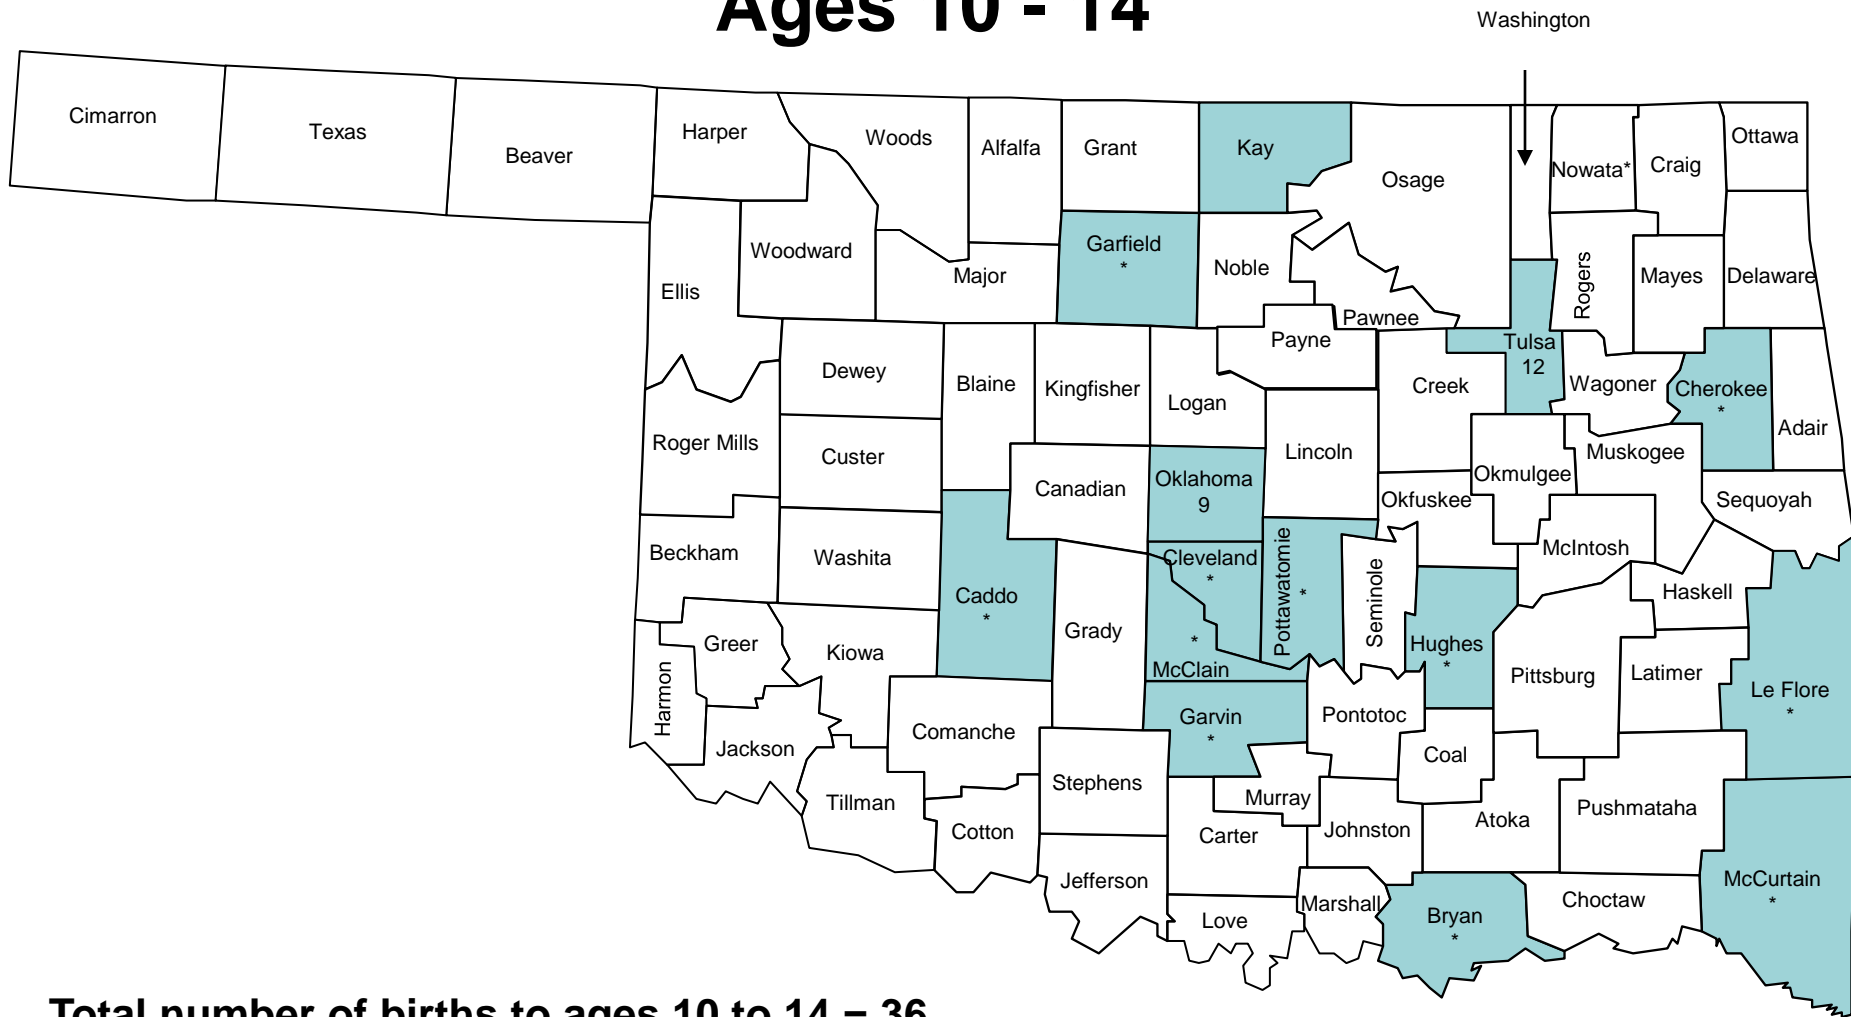 Ages 10 - 14
Washington
Cimarron
Texas
Beaver
Harper
Woods
Alfalfa
Grant
Kay
Osage
Nowata*
Craig
Ottawa
Woodward
Ellis
Major
Garfield
*
Noble
Pawnee
Rogers
Mayes
Delaware
Dewey
Blaine
Kingfisher
Logan
Payne
Creek
Tulsa
12
Wagoner
Cherokee
*
Adair
Roger Mills
Custer
Canadian
Oklahoma
9
Lincoln
Okfuskee
Okmulgee
Muskogee
Sequoyah
Beckham
Washita
Caddo
*
Grady
Cleveland
*
*
McClain
Pottawatomie
*
Seminole
Hughes
*
McIntosh
Haskell
Harmon
Greer
Kiowa
Jackson
Comanche
Garvin
*
Pontotoc
Coal
Pittsburg
Latimer
Le Flore
*
Tillman
Cotton
Stephens
Murray
Carter
Johnston
Atoka
Pushmataha
Jefferson
Love
Marshall
Bryan
*
Choctaw
McCurtain
*
Total number of births to ages 10 to 14 = 36